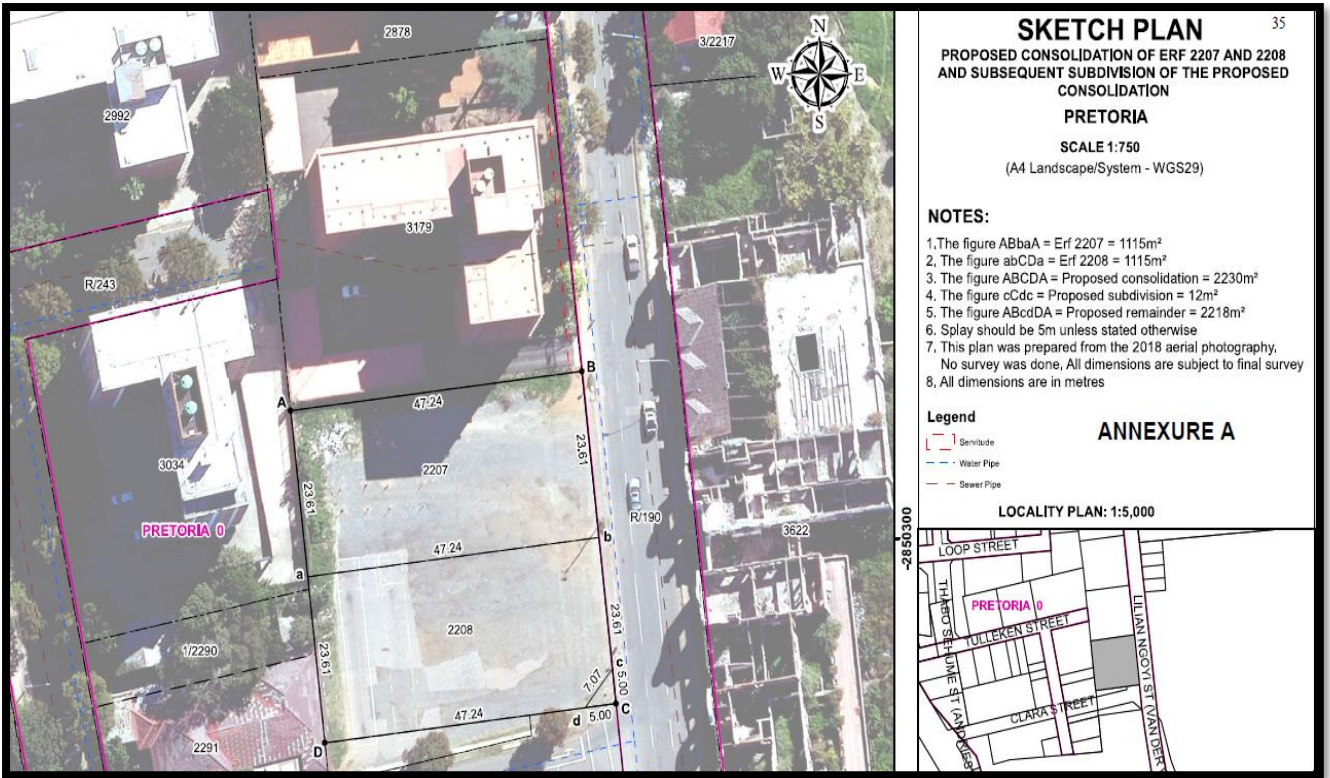 2878
3/2217
2992
N
W
E
S
3179
R/243
B
A
47.24
3034
2207
23.61
23.61
PRETORIA 0
R/190
3622
b
47.24
a
23.61
2208
1/2290
23.61
c
5.00
7.07
C
47.24
d
5.00
2291
D
-2850300
35
SKETCH PLAN
PROPOSED CONSOLIDATION OF ERF 2207 AND 2208
AND SUBSEQUENT SUBDIVISION OF THE PROPOSED
CONSOLIDATION
PRETORIA
SCALE 1:750
(A4 Landscape/System - WGS29)
NOTES:
1. The figure ABbaA = Erf 2207 = 1115m²
2. The figure abCDa = Erf 2208 = 1115m²
3. The figure ABCDA = Proposed consolidation = 2230m²
4. The figure cCdc = Proposed subdivision = 12m²
5. The figure ABcdDA = Proposed remainder = 2218m²
6. Splay should be 5m unless stated otherwise
7. This plan was prepared from the 2018 aerial photography.
No survey was done. All dimensions are subject to final survey
8. All dimensions are in metres
Legend
Servitude
Water Pipe
Sewer Pipe
ANNEXURE A
LOCALITY PLAN: 1:5,000
LOOP STREET
THABO SEHUME ST (ANDRIES
PRETORIA 0
TULLEKEN STREET
LILIAN NGOYI ST (VAN DER
CLARA STREET